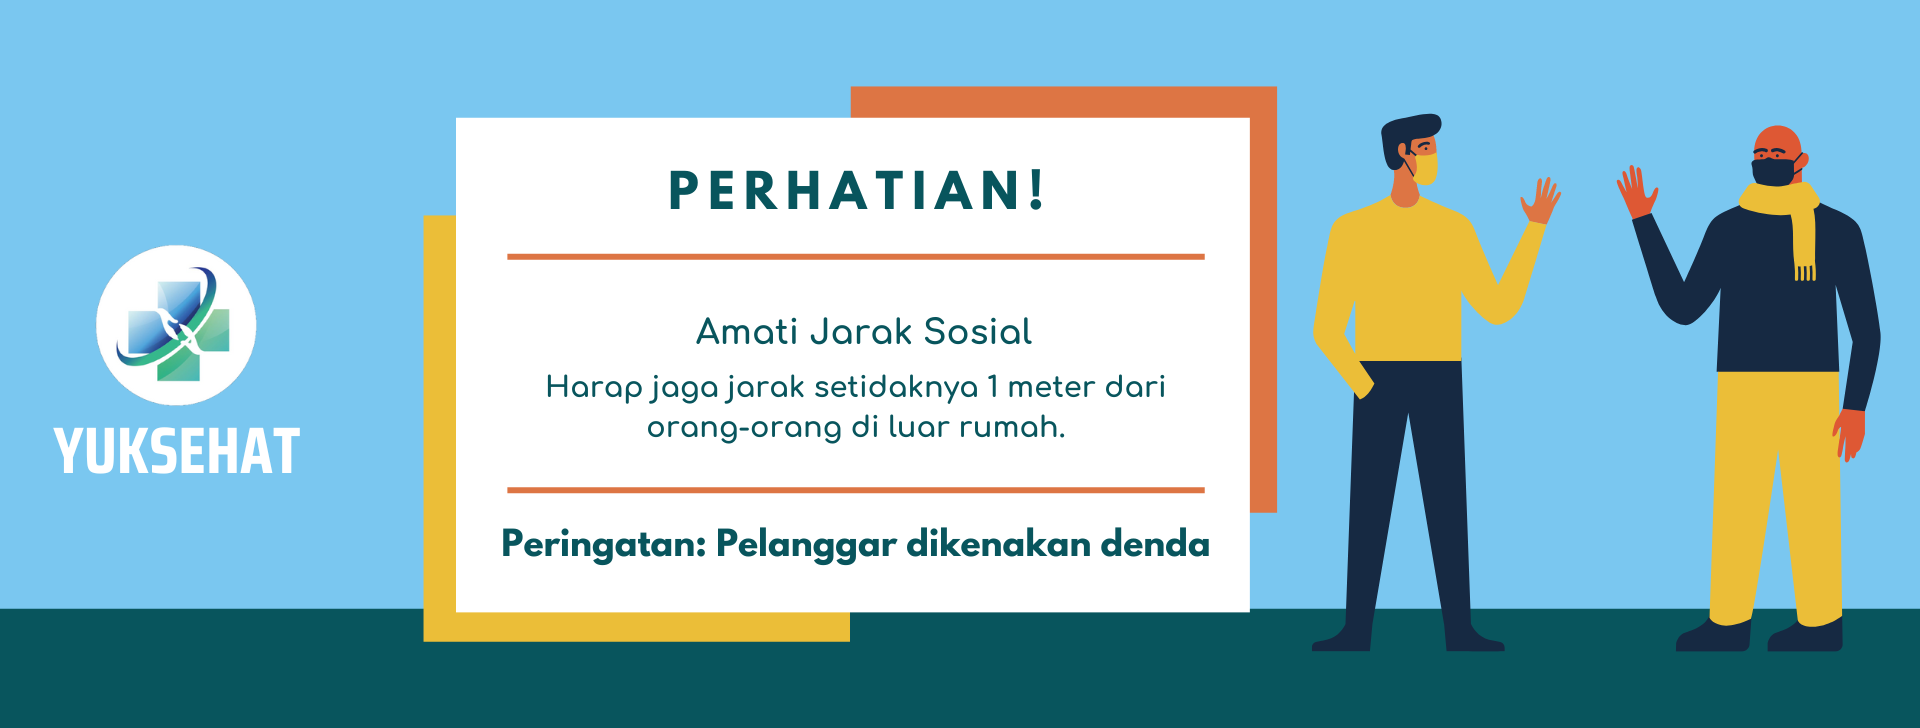 YUKSEHAT
PERHATIAN!
Amati Jarak Sosial
Harap jaga jarak setidaknya 1 meter dari
orang-orang di luar rumah.
Peringatan: Pelanggar dikenakan denda